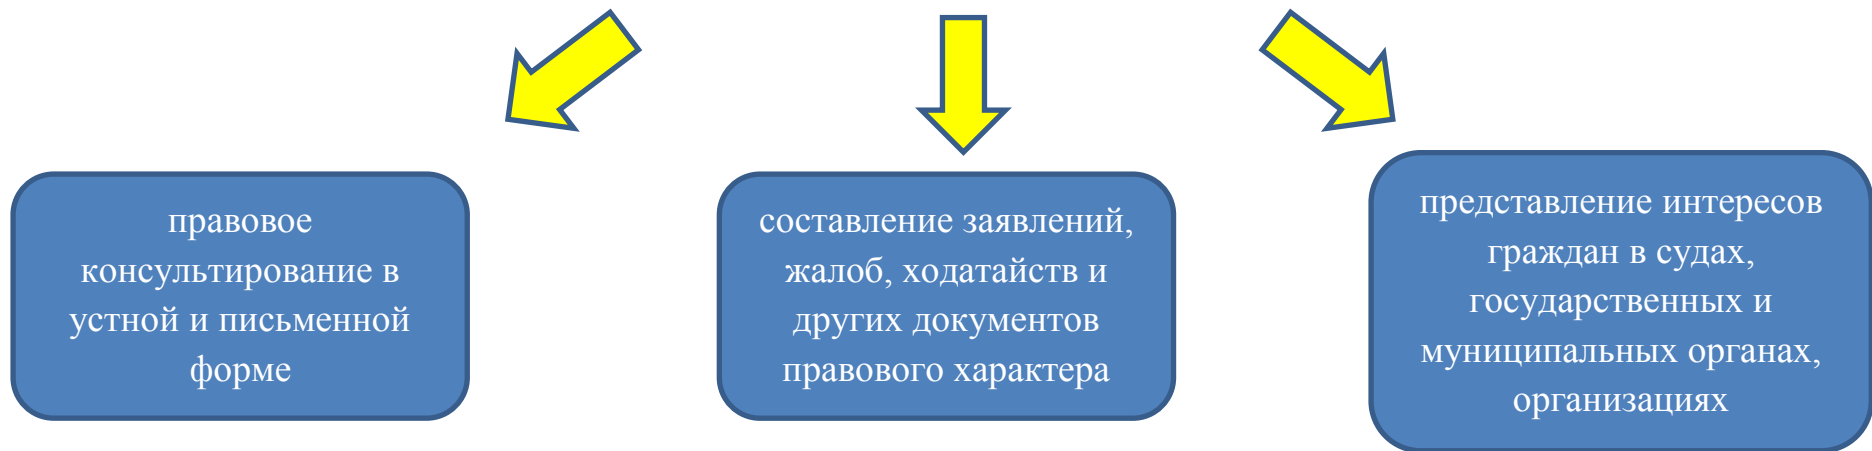 правовое
консультирование в
устной и письменной
форме
составление заявлений,
жалоб, ходатайств и
других документов
правового характера
представление интересов
граждан в судах,
государственных и
муниципальных органах,
организациях